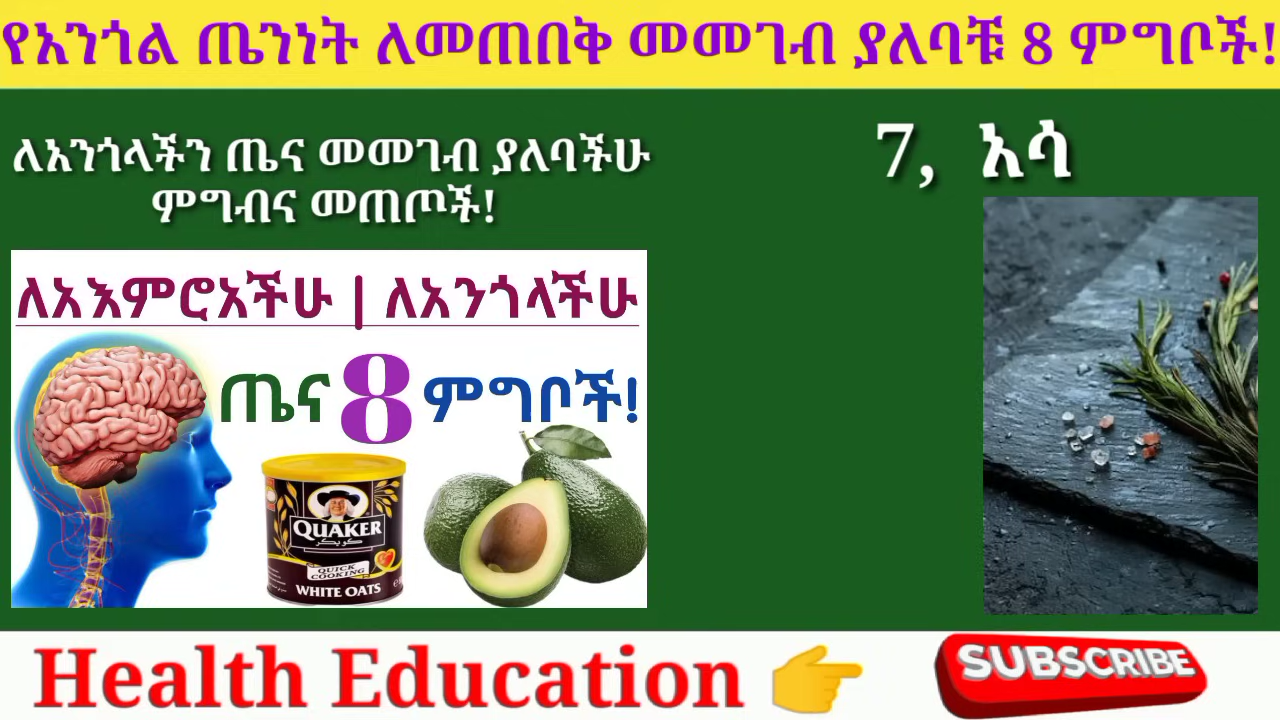 የአንጎል ጤንነት ለመጠበቅ መመገብ ያለባቹ 8 ምግቦች!
ለአንጎላችን ጤና መመገብ ያለባችሁ
ምግብና መጠጦች!
7, አሳ
ለአእምሮአችሁ | ለአንጎላችሁ
ጤና 8 ምግቦች!
QUAKER
كويكر
QUICK
COOKING
WHITE OATS
Health Education 👉
SUBSCRIBE